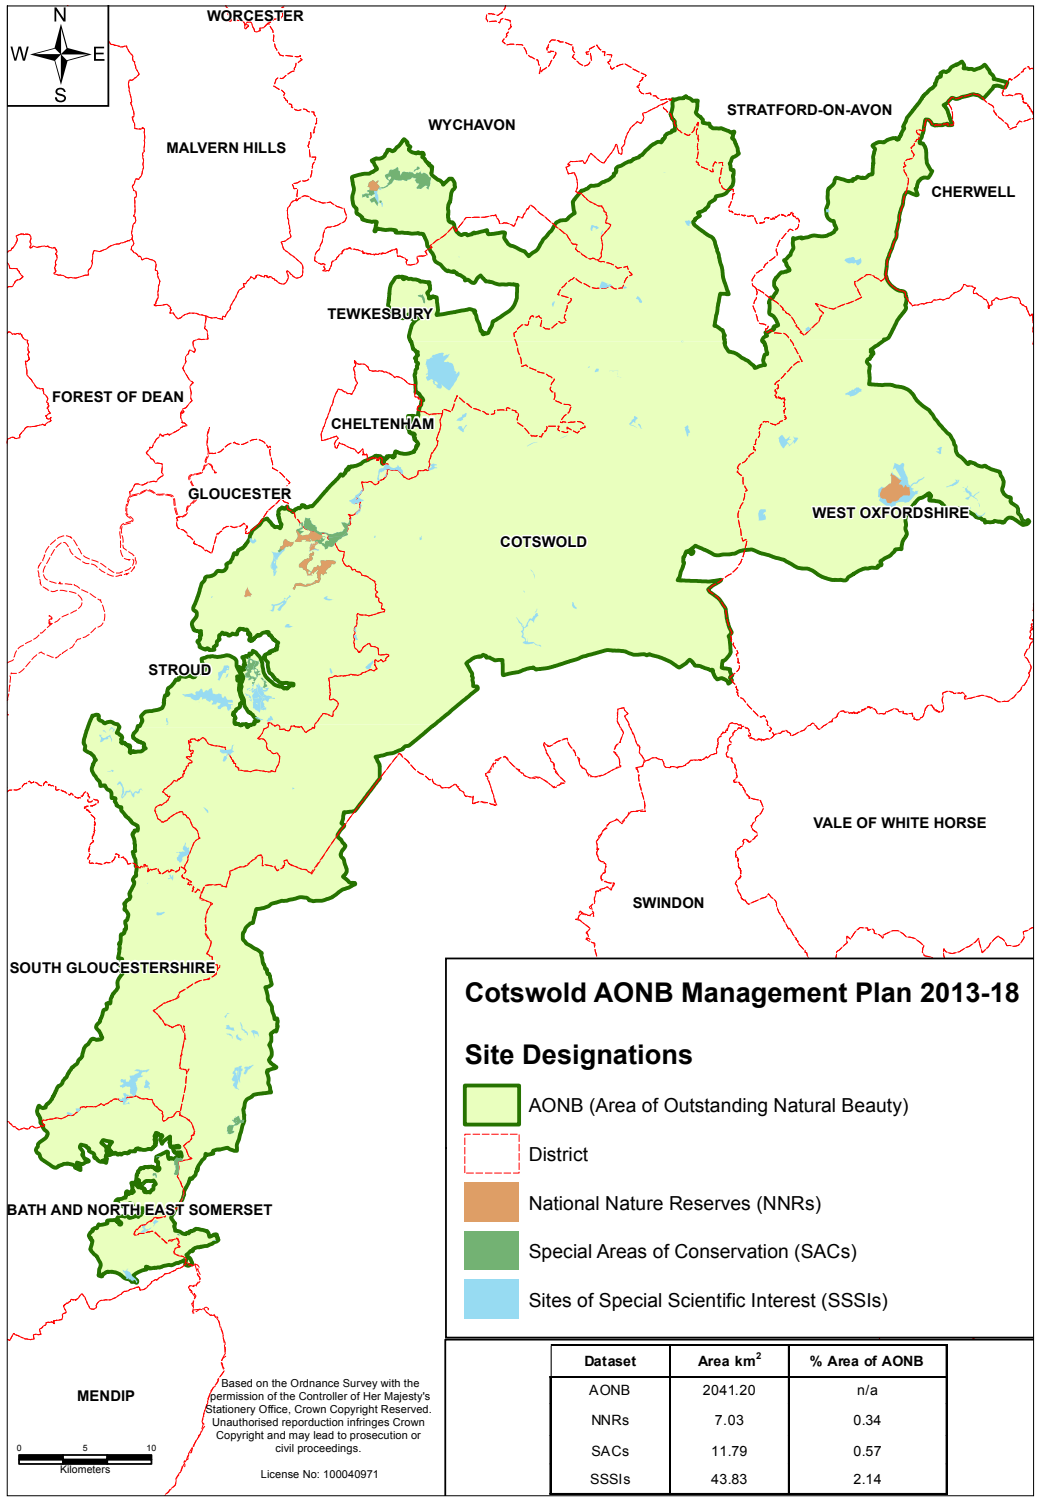 N
W E
S
WORCESTER
WYCHAVON
STRATFORD-ON-AVON
MALVERN HILLS
CHERWELL
TEWKESBURY
FOREST OF DEAN
CHELTENHAM
GLOUCESTER
WEST OXFORDSHIRE
COTSWOLD
STROUD
VALE OF WHITE HORSE
SWINDON
SOUTH GLOUCESTERSHIRE
BATH AND NORTH EAST SOMERSET
MENDIP
Cotswold AONB Management Plan 2013-18
Site Designations
AONB (Area of Outstanding Natural Beauty)
District
National Nature Reserves (NNRs)
Special Areas of Conservation (SACs)
Sites of Special Scientific Interest (SSSIs)
Dataset Area km² % Area of AONB
AONB 2041.20 n/a
NNRs 7.03 0.34
SACs 11.79 0.57
SSSIs 43.83 2.14
Based on the Ordnance Survey with the
permission of the Controller of Her Majesty's
Stationery Office, Crown Copyright Reserved.
Unauthorised reporduction infringes Crown
Copyright and may lead to prosecution or
civil proceedings.
License No: 100040971
0 5 10
Kilometers